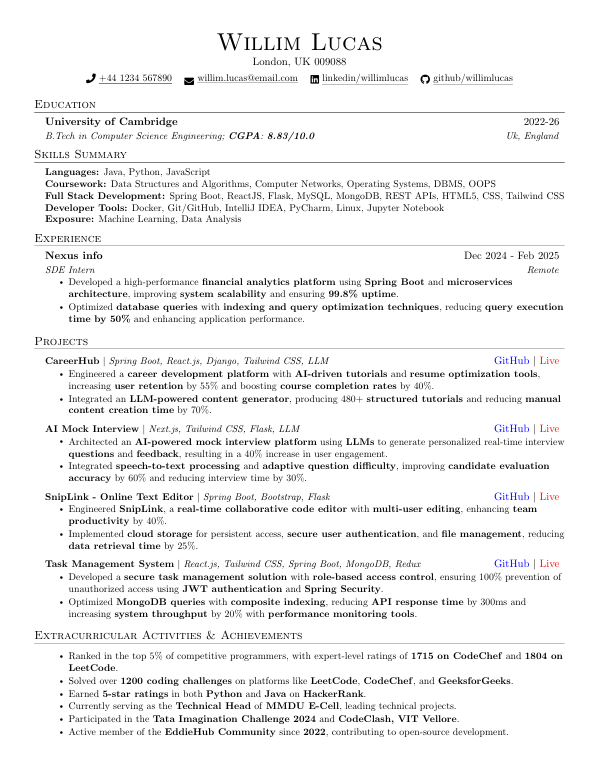 Willim Lucas
London, UK 009088
+44 1234 567890 willim.lucas@email.com linkedin/willimlucas github/willimlucas
Education
University of Cambridge 2022-26
B.Tech in Computer Science Engineering; CGPA: 8.83/10.0 Uk, England
Skills Summary
Languages: Java, Python, JavaScript
Coursework: Data Structures and Algorithms, Computer Networks, Operating Systems, DBMS, OOPS
Full Stack Development: Spring Boot, ReactJS, Flask, MySQL, MongoDB, REST APIs, HTML5, CSS, Tailwind CSS
Developer Tools: Docker, Git/GitHub, IntelliJ IDEA, PyCharm, Linux, Jupyter Notebook
Exposure: Machine Learning, Data Analysis
Experience
Nexus info Dec 2024 - Feb 2025
SDE Intern Remote
• Developed a high-performance financial analytics platform using Spring Boot and microservices
architecture, improving system scalability and ensuring 99.8% uptime.
• Optimized database queries with indexing and query optimization techniques, reducing query execution
time by 50% and enhancing application performance.
Projects
CareerHub | Spring Boot, React.js, Django, Tailwind CSS, LLM GitHub | Live
• Engineered a career development platform with AI-driven tutorials and resume optimization tools,
increasing user retention by 55% and boosting course completion rates by 40%.
• Integrated an LLM-powered content generator, producing 480+ structured tutorials and reducing manual
content creation time by 70%.
AI Mock Interview | Next.js, Tailwind CSS, Flask, LLM GitHub | Live
• Architected an AI-powered mock interview platform using LLMs to generate personalized real-time interview
questions and feedback, resulting in a 40% increase in user engagement.
• Integrated speech-to-text processing and adaptive question difficulty, improving candidate evaluation
accuracy by 60% and reducing interview time by 30%.
SnipLink - Online Text Editor | Spring Boot, Bootstrap, Flask GitHub | Live
• Engineered SnipLink, a real-time collaborative code editor with multi-user editing, enhancing team
productivity by 40%.
• Implemented cloud storage for persistent access, secure user authentication, and file management, reducing
data retrieval time by 25%.
Task Management System | React.js, Tailwind CSS, Spring Boot, MongoDB, Redux GitHub | Live
• Developed a secure task management solution with role-based access control, ensuring 100% prevention of
unauthorized access using JWT authentication and Spring Security.
• Optimized MongoDB queries with composite indexing, reducing API response time by 300ms and
increasing system throughput by 20% with performance monitoring tools.
Extracurricular Activities & Achievements
• Ranked in the top 5% of competitive programmers, with expert-level ratings of 1715 on CodeChef and 1804 on
LeetCode.
• Solved over 1200 coding challenges on platforms like LeetCode, CodeChef, and GeeksforGeeks.
• Earned 5-star ratings in both Python and Java on HackerRank.
• Currently serving as the Technical Head of MMDU E-Cell, leading technical projects.
• Participated in the Tata Imagination Challenge 2024 and CodeClash, VIT Vellore.
• Active member of the EddieHub Community since 2022, contributing to open-source development.